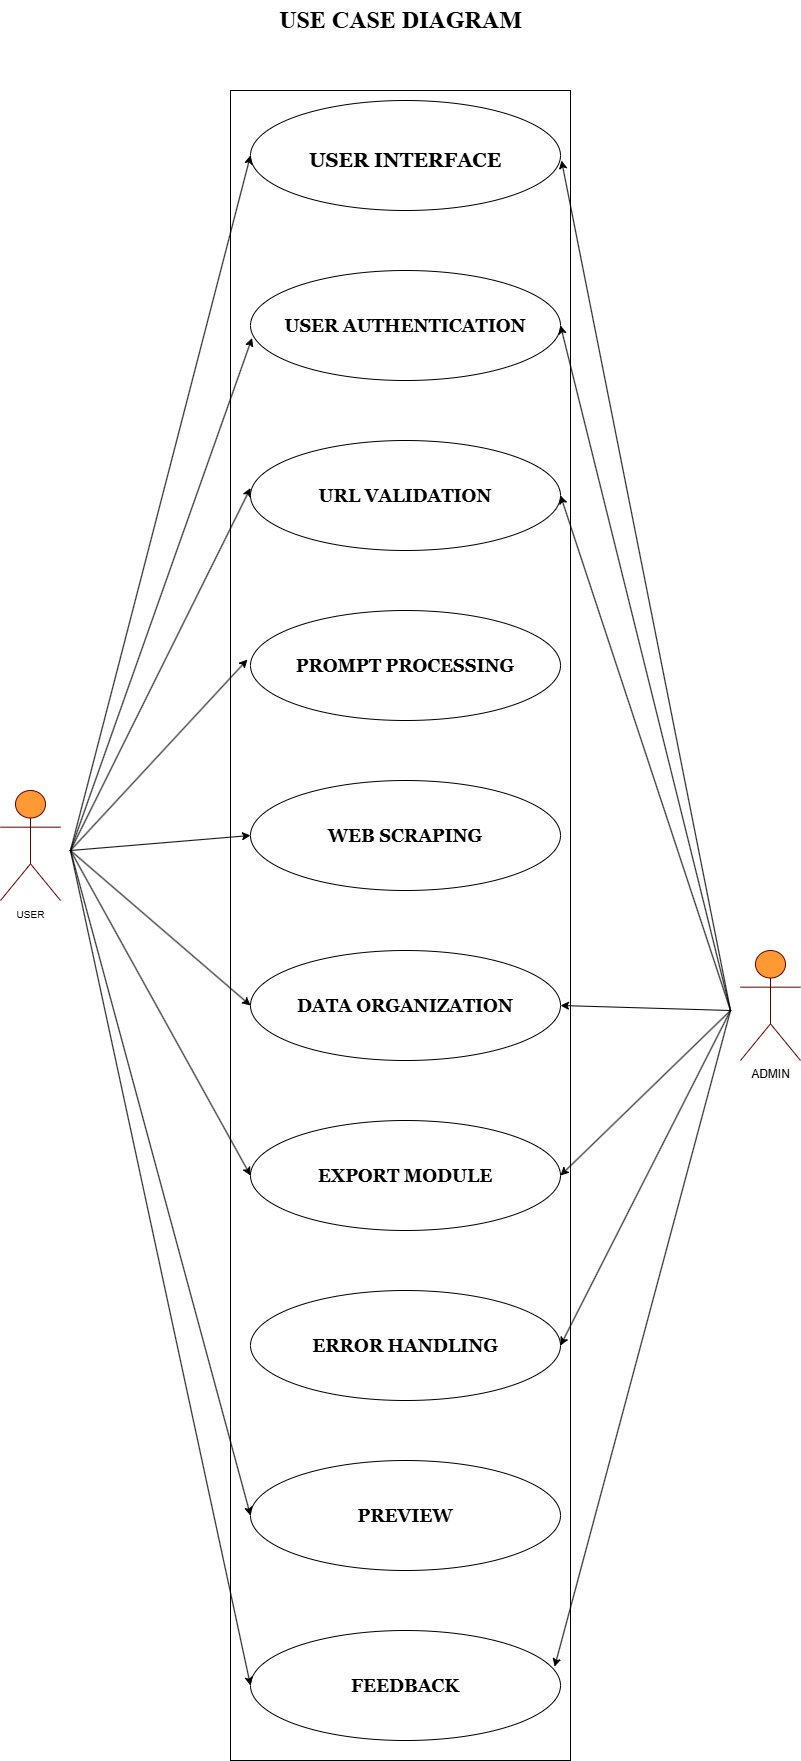 USE CASE DIAGRAM
USER INTERFACE
USER AUTHENTICATION
URL VALIDATION
PROMPT PROCESSING
WEB SCRAPING
USER
DATA ORGANIZATION
ADMIN
EXPORT MODULE
ERROR HANDLING
PREVIEW
FEEDBACK